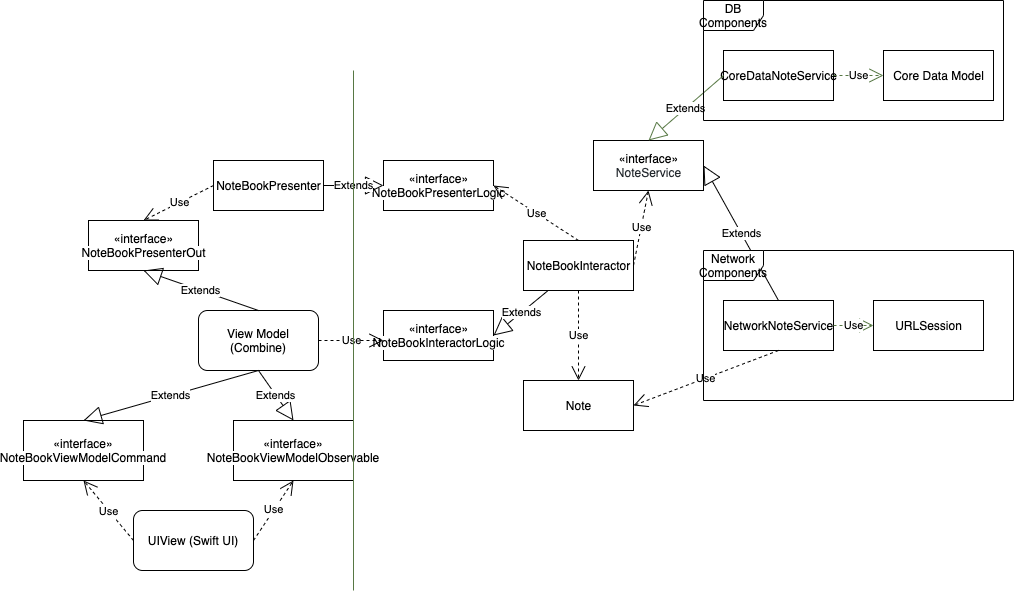 DB
Components
CoreDataNoteService
Use
Core Data Model
Extends
«interface»
NoteService
NoteBookPresenter
Extends
«interface»
NoteBookPresenterLogic
Use
Use
Use
«interface»
NoteBookPresenterOut
Extends
NoteBookInteractor
Extends
Network
Components
Extends
View Model
(Combine)
Use
«interface»
NoteBookInteractorLogic
Use
NetworkNoteService
Use
URLSession
Use
Note
Extends
Extends
«interface»
NoteBookViewModelCommand
«interface»
NoteBookViewModelObservable
Use
Use
UIView (Swift UI)